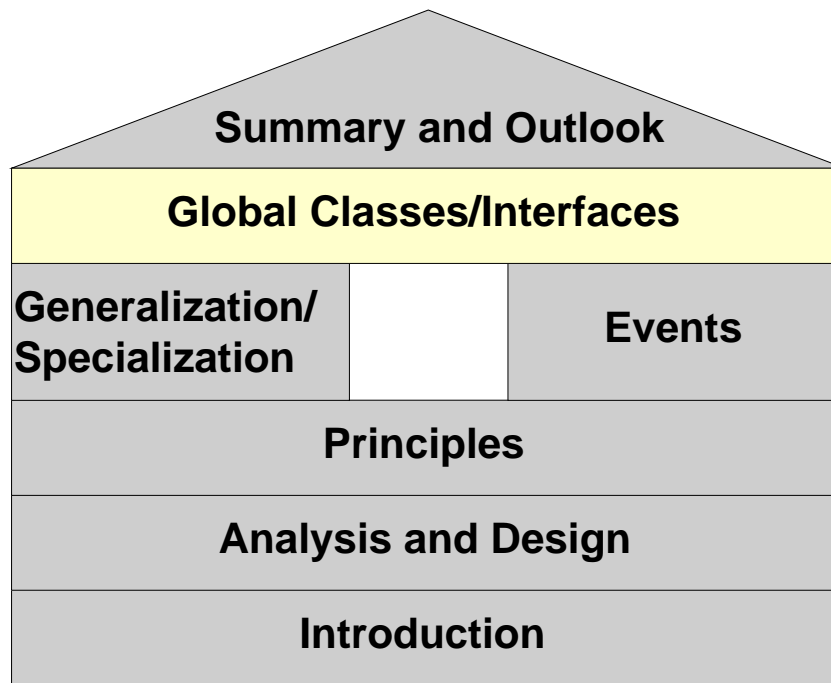 Summary and Outlook
Global Classes/Interfaces
Generalization/
Specialization
Events
Principles
Analysis and Design
Introduction